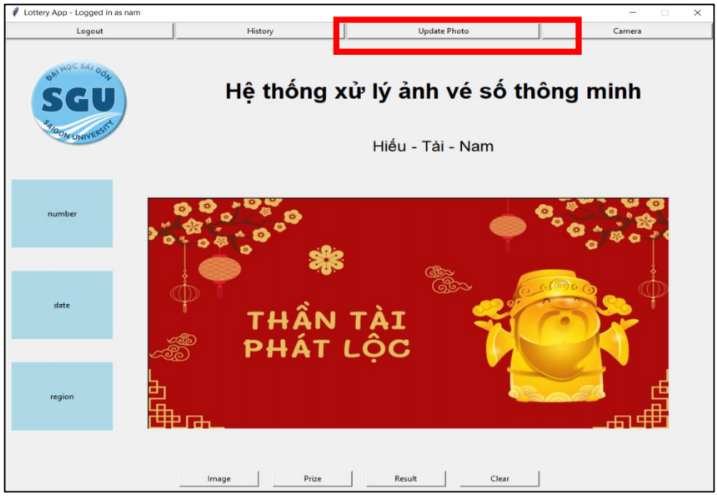 Lottery App - Logged in as nam
Logout History Update Photo Camera
ĐẠI HỌC SÀI GÒN
SGU
SAIGON UNIVERSITY
Hệ thống xử lý ảnh vé số thông minh
Hiếu - Tài - Nam
number
date
region
THẦN TÀI
PHÁT LỘC
Image Prize Result Clear